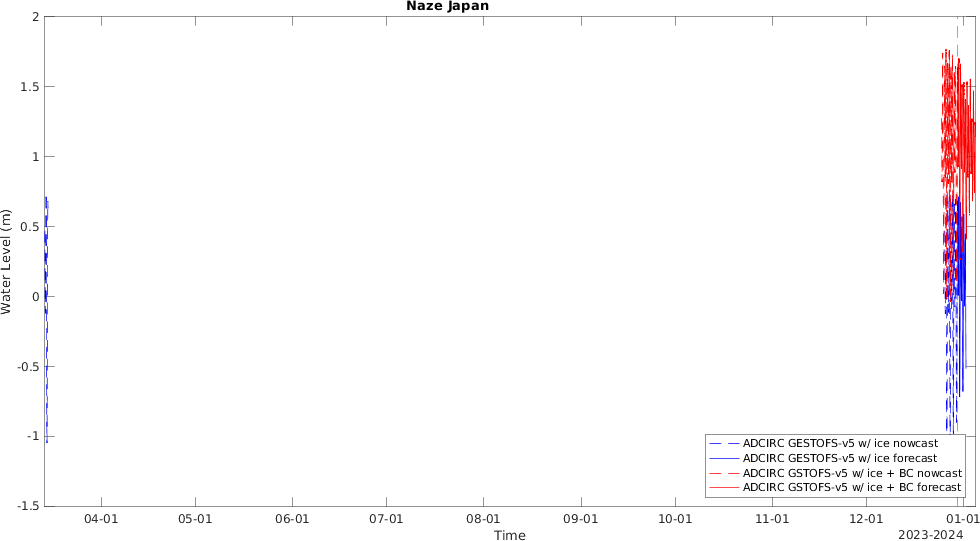 Naze Japan
2
1.5
1
0.5
0
-0.5
-1
-1.5
Water Level (m)
ADCIRC GESTOFS-v5 w/ ice nowcast
ADCIRC GESTOFS-v5 w/ ice forecast
ADCIRC GSTOFS-v5 w/ ice + BC nowcast
ADCIRC GSTOFS-v5 w/ ice + BC forecast
04-01 05-01 06-01 07-01 08-01 09-01 10-01 11-01 12-01 01-01
Time
2023-2024